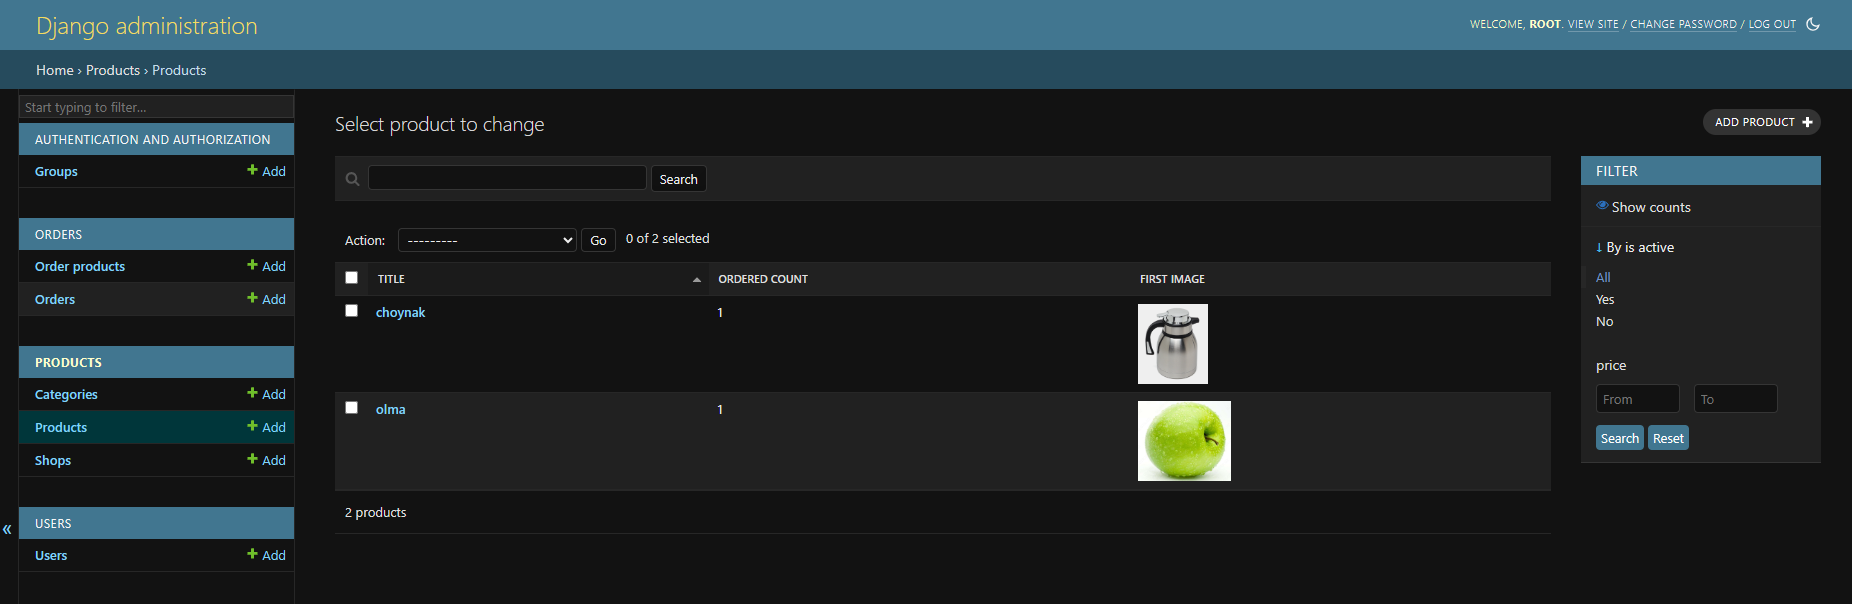 Django administration
WELCOME, ROOT. VIEW SITE / CHANGE PASSWORD / LOG OUT
Home › Products › Products
Start typing to filter...
AUTHENTICATION AND AUTHORIZATION
Groups + Add
ORDERS
Order products + Add
Orders + Add
PRODUCTS
Categories + Add
Products + Add
Shops + Add
USERS
Users + Add
«
Select product to change
ADD PRODUCT +
Search
Action: --------- Go 0 of 2 selected
TITLE ORDERED COUNT FIRST IMAGE
choynak 1
olma 1
2 products
FILTER
Show counts
↓ By is active
All
Yes
No
price
From To
Search Reset